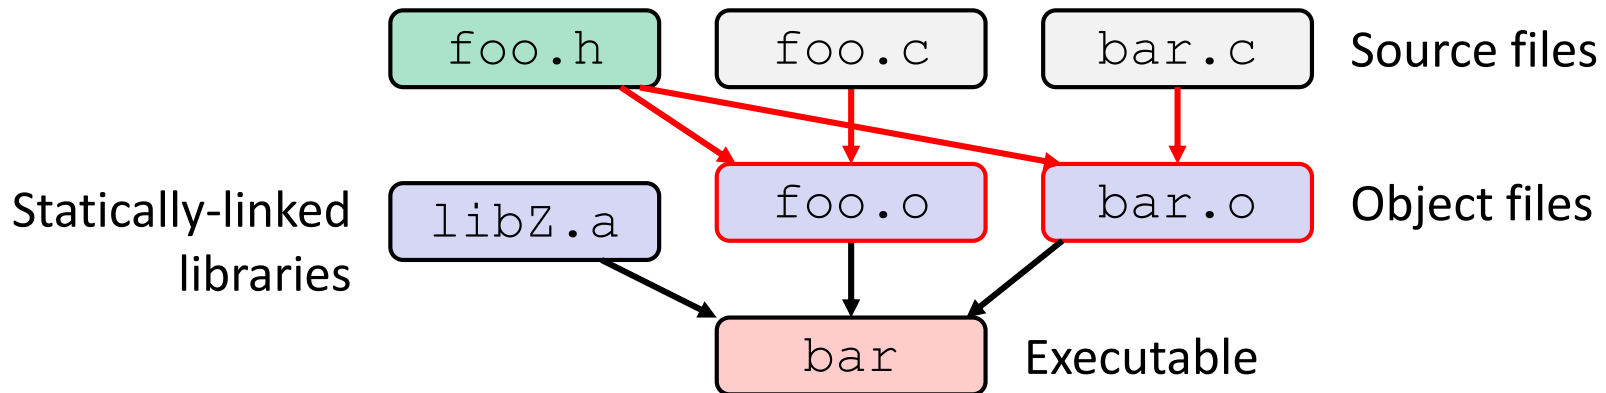 foo.h
foo.c
bar.c
Source files
Statically-linked
libraries
libZ.a
foo.o
bar.o
Object files
bar
Executable